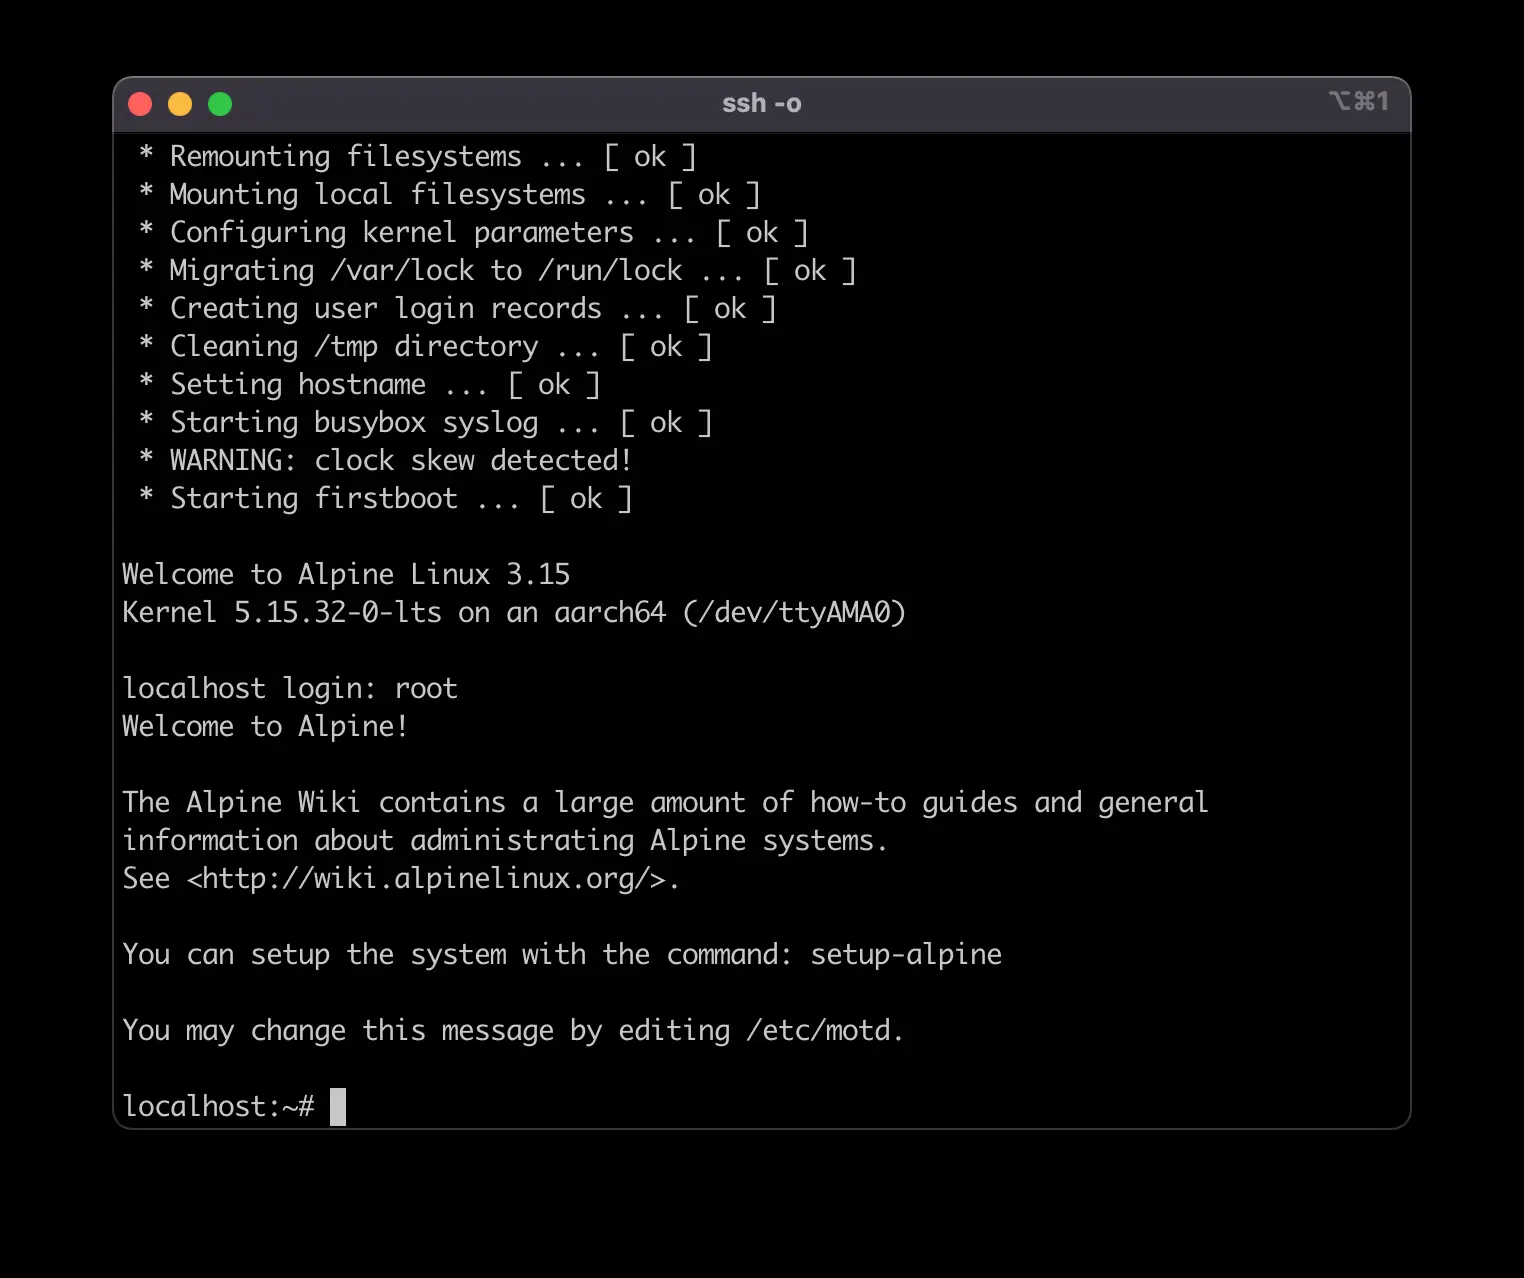 ssh -o ⌥⌘1
* Remounting filesystems ... [ ok ]
* Mounting local filesystems ... [ ok ]
* Configuring kernel parameters ... [ ok ]
* Migrating /var/lock to /run/lock ... [ ok ]
* Creating user login records ... [ ok ]
* Cleaning /tmp directory ... [ ok ]
* Setting hostname ... [ ok ]
* Starting busybox syslog ... [ ok ]
* WARNING: clock skew detected!
* Starting firstboot ... [ ok ]
Welcome to Alpine Linux 3.15
Kernel 5.15.32-0-lts on an aarch64 (/dev/ttyAMA0)
localhost login: root
Welcome to Alpine!
The Alpine Wiki contains a large amount of how-to guides and general
information about administrating Alpine systems.
See <http://wiki.alpinelinux.org/>.
You can setup the system with the command: setup-alpine
You may change this message by editing /etc/motd.
localhost:~#